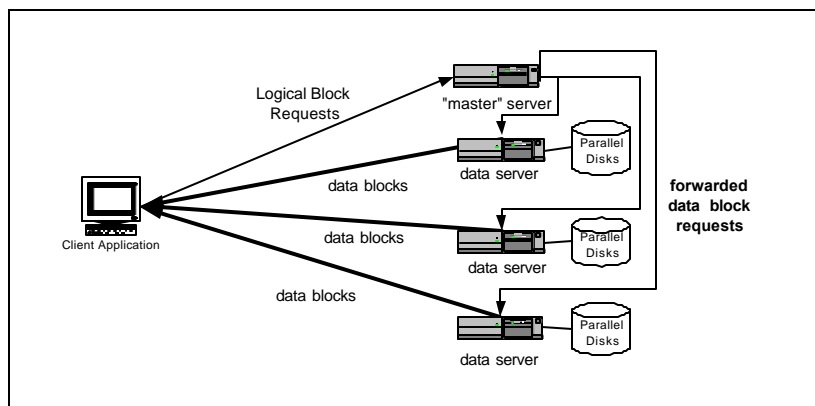 Logical Block
Requests
"master" server
Parallel
Disks
data server
data blocks
forwarded
data block
requests
Client Application
data blocks
Parallel
Disks
data server
data blocks
Parallel
Disks
data server